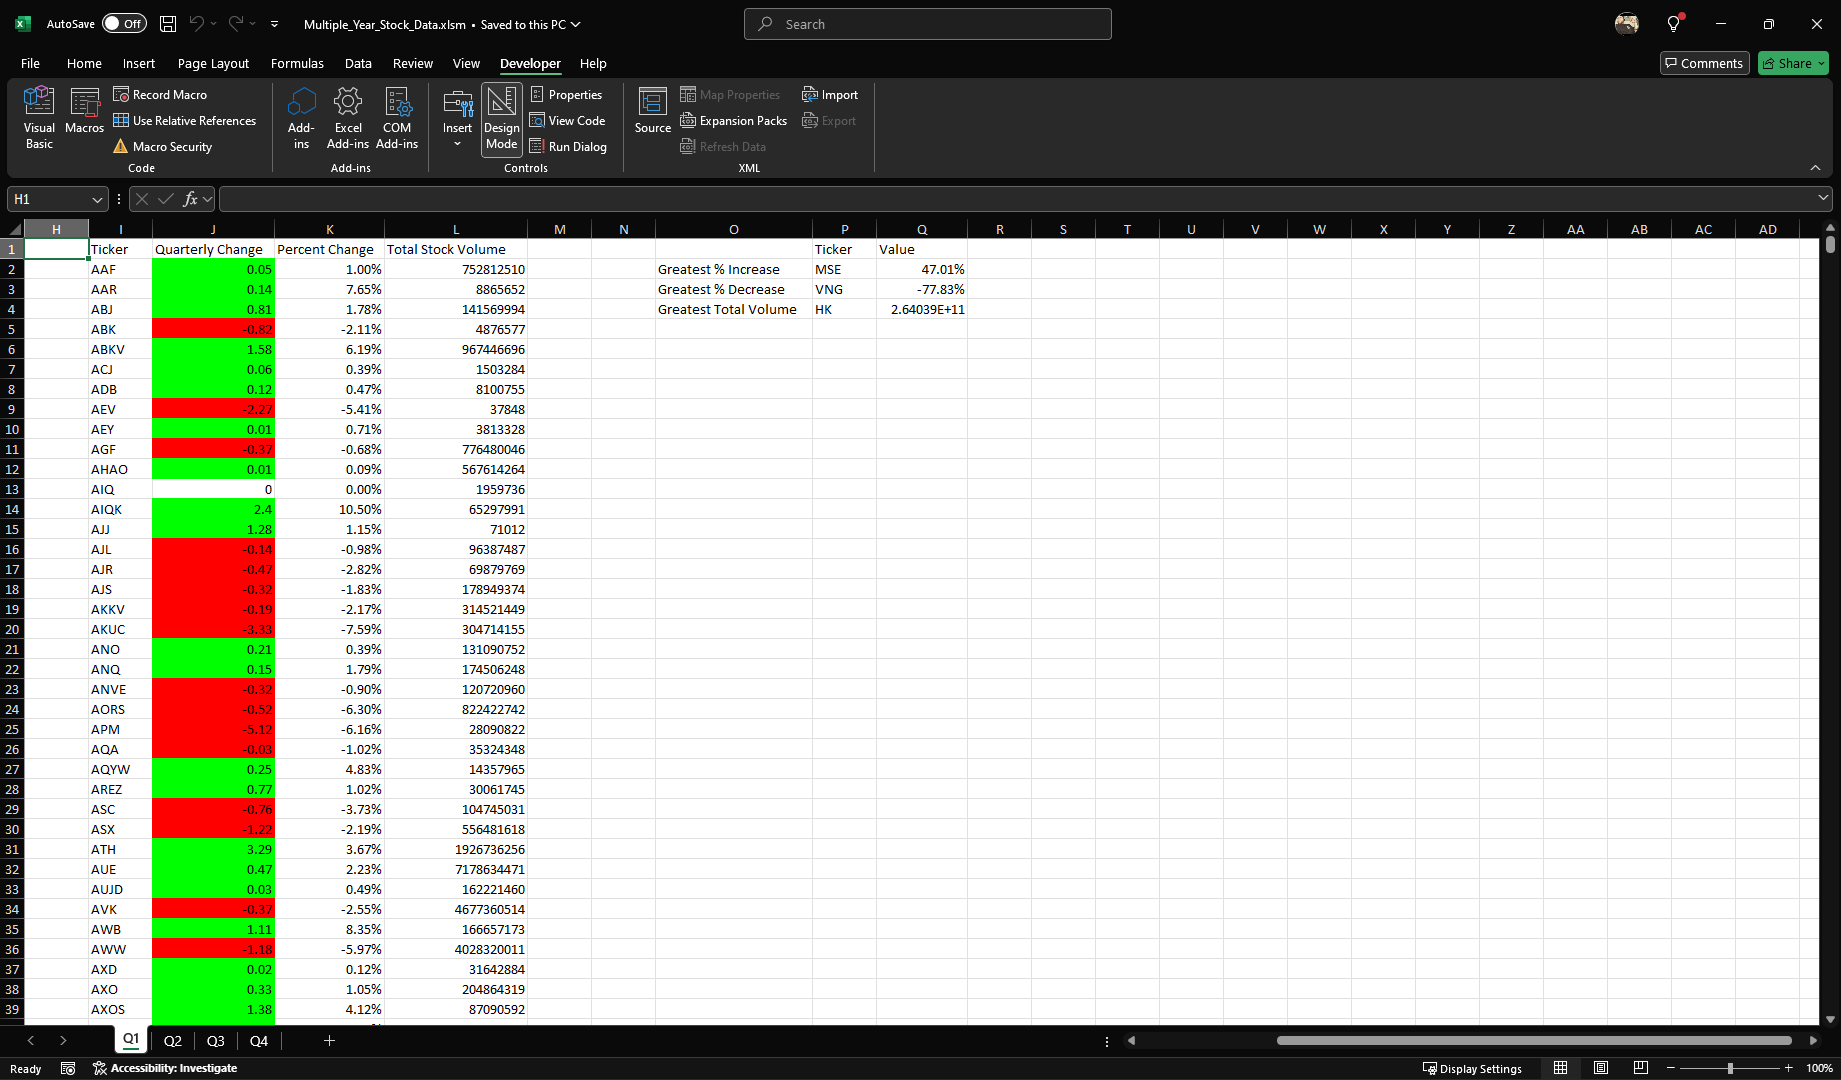 AutoSave Off Multiple_Year_Stock_Data.xlsm • Saved to this PC Search
File Home Insert Page Layout Formulas Data Review View Developer Help Comments Share
Visual Basic
Macros
Record Macro
Use Relative References
Macro Security
Code
Add-ins
Excel Add-ins
COM Add-ins
Add-ins
Insert
Design Mode
Properties
View Code
Run Dialog
Controls
Source
Map Properties
Expansion Packs
Refresh Data
Import
Export
XML
H1 fx
H I J K L M N O P Q R S T U V W X Y Z AA AB AC AD
1 Ticker Quarterly Change Percent Change Total Stock Volume Ticker Value
2 AAF 0.05 1.00% 752812510 Greatest % Increase MSE 47.01%
3 AAR 0.14 7.65% 8865652 Greatest % Decrease VNG -77.83%
4 ABJ 0.81 1.78% 141569994 Greatest Total Volume HK 2.64039E+11
5 ABK -0.82 -2.11% 4876577
6 ABKV 1.58 6.19% 967446696
7 ACJ 0.06 0.39% 1503284
8 ADB 0.12 0.47% 8100755
9 AEV -2.27 -5.41% 37848
10 AEY 0.01 0.71% 3813328
11 AGF -0.37 -0.68% 776480046
12 AHAO 0.01 0.09% 567614264
13 AIQ 0 0.00% 1959736
14 AIQK 2.4 10.50% 65297991
15 AJJ 1.28 1.15% 71012
16 AJL -0.14 -0.98% 96387487
17 AJR -0.47 -2.82% 69879769
18 AJS -0.32 -1.83% 178949374
19 AKKV -0.19 -2.17% 314521449
20 AKUC -3.33 -7.59% 304714155
21 ANO 0.21 0.39% 131090752
22 ANQ 0.15 1.79% 174506248
23 ANVE -0.32 -0.90% 120720960
24 AORS -0.52 -6.30% 822422742
25 APM -5.12 -6.16% 28090822
26 AQA -0.03 -1.02% 35324348
27 AQYW 0.25 4.83% 14357965
28 AREZ 0.77 1.02% 30061745
29 ASC -0.76 -3.73% 104745031
30 ASX -1.22 -2.19% 556481618
31 ATH 3.29 3.67% 1926736256
32 AUE 0.47 2.23% 7178634471
33 AUJD 0.03 0.49% 162221460
34 AVK -0.37 -2.55% 4677360514
35 AWB 1.11 8.35% 166657173
36 AWW -1.18 -5.97% 4028320011
37 AXD 0.02 0.12% 31642884
38 AXO 0.33 1.05% 204864319
39 AXOS 1.38 4.12% 87090592
Q1 Q2 Q3 Q4
Ready Accessibility: Investigate Display Settings 100%